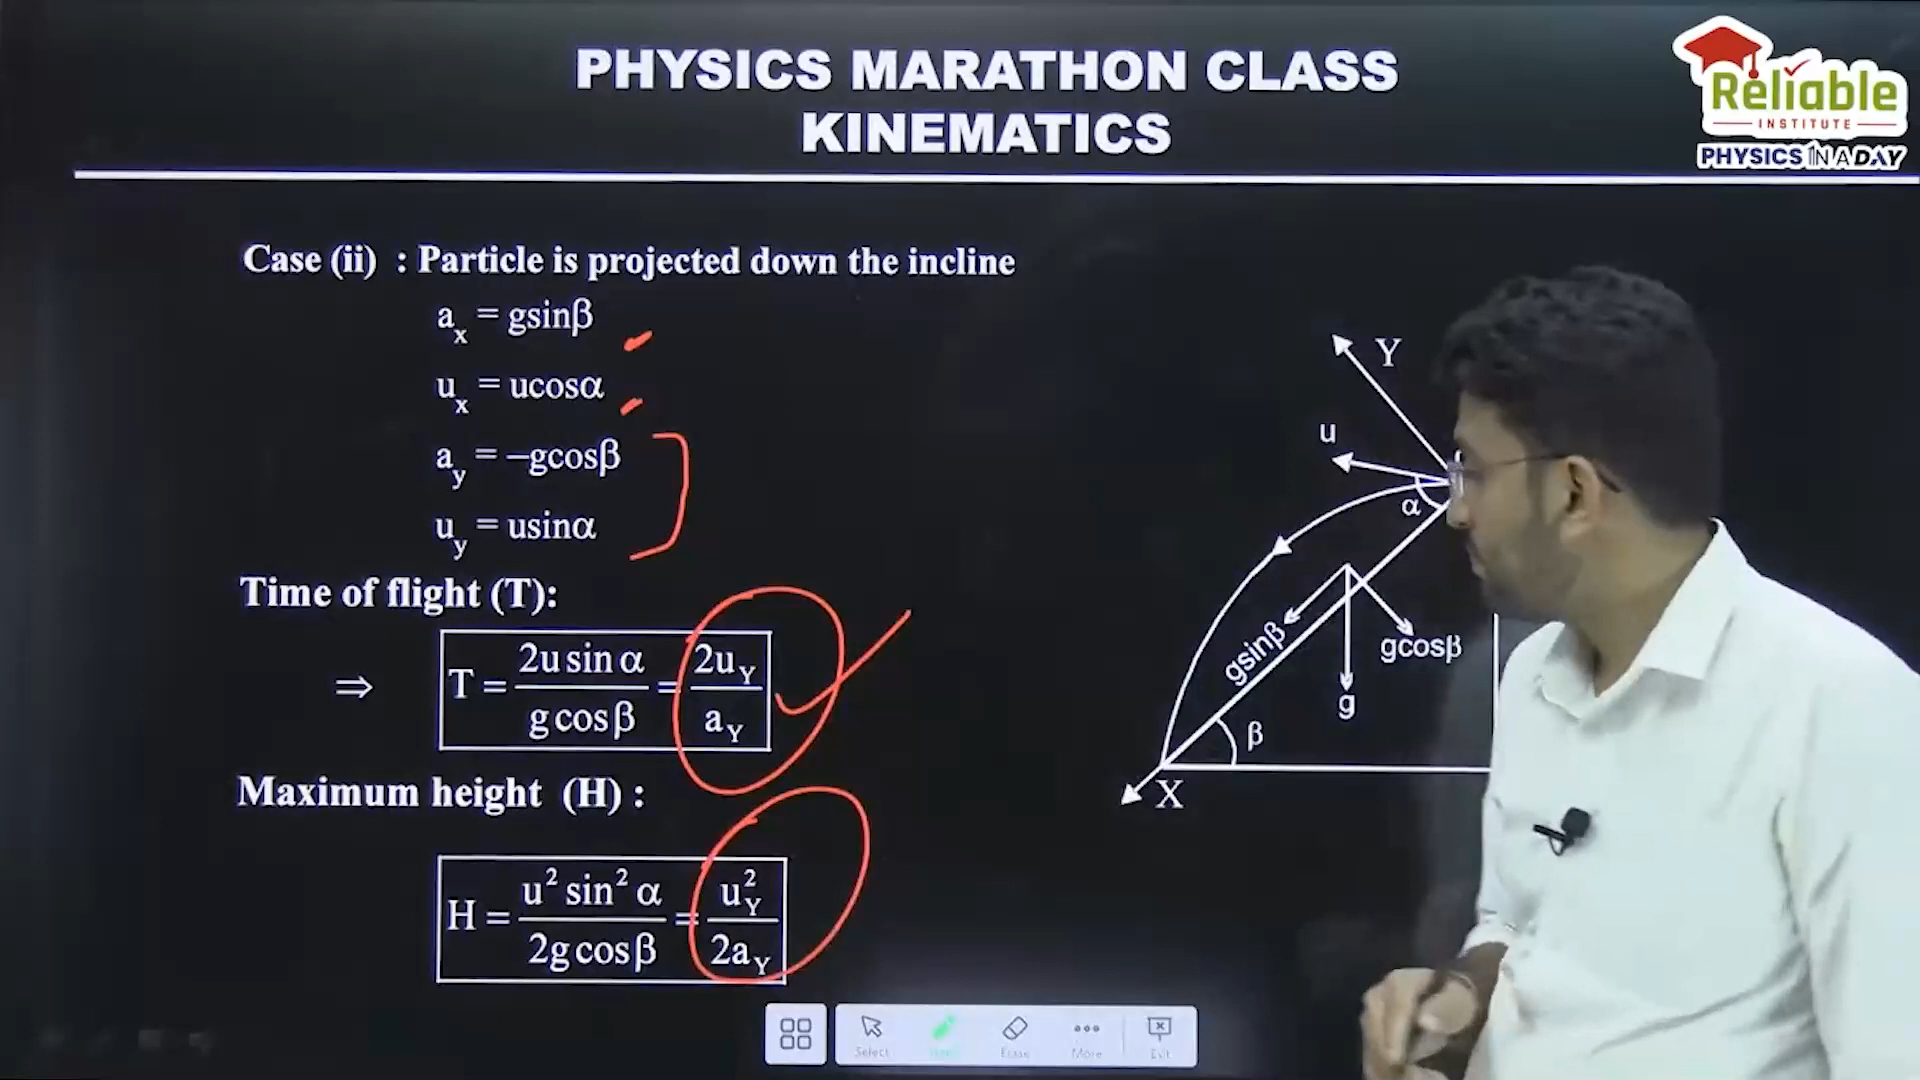 PHYSICS MARATHON CLASS
KINEMATICS
Reliable
INSTITUTE
PHYSICS IN A DAY
Case (ii) : Particle is projected down the incline
aₓ = gsinβ
uₓ = ucosα
a_y = –gcosβ
u_y = usinα
Time of flight (T):
⇒ T = 2u sin α / g cos β = 2u_Y / a_Y
Maximum height (H) :
H = u² sin² α / 2g cos β = u_Y² / 2a_Y
Y
u
α
gsinβ
gcosβ
g
β
X
Select
Erase
More
Exit